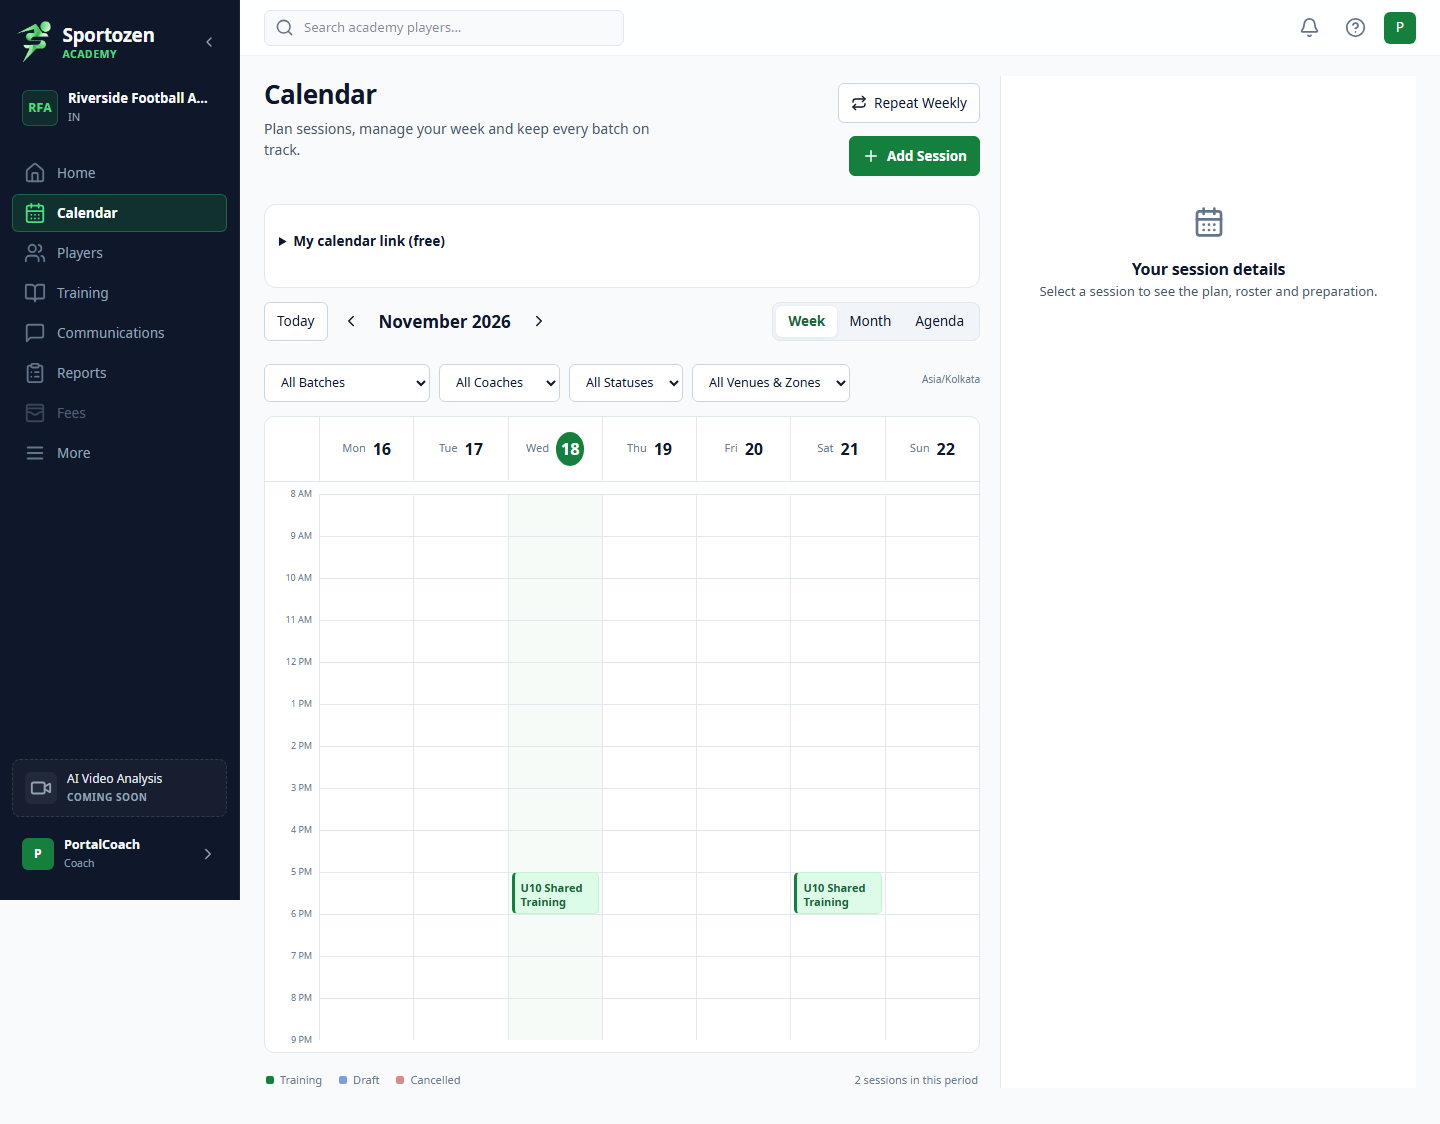 Sportozen
ACADEMY
RFA
Riverside Football A...
IN
Home
Calendar
Players
Training
Communications
Reports
Fees
More
AI Video Analysis
COMING SOON
P
PortalCoach
Coach
Search academy players...
P
Calendar
Plan sessions, manage your week and keep every batch on
track.
Repeat Weekly
Add Session
My calendar link (free)
Today
November 2026
Week
Month
Agenda
All Batches
All Coaches
All Statuses
All Venues & Zones
Asia/Kolkata
Mon 16
Tue 17
Wed 18
Thu 19
Fri 20
Sat 21
Sun 22
8 AM
9 AM
10 AM
11 AM
12 PM
1 PM
2 PM
3 PM
4 PM
5 PM
6 PM
7 PM
8 PM
9 PM
U10 Shared
Training
U10 Shared
Training
Training
Draft
Cancelled
2 sessions in this period
Your session details
Select a session to see the plan, roster and preparation.